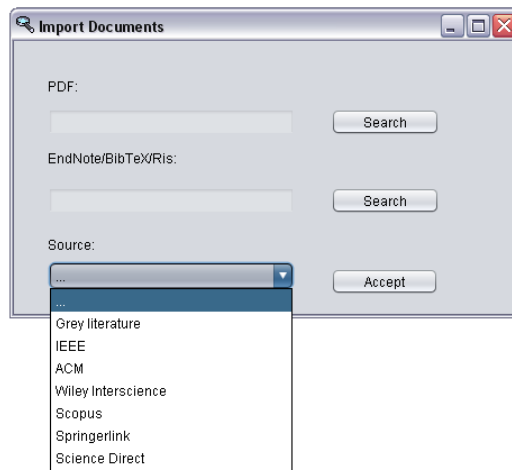 Import Documents
PDF:
Search
EndNote/BibTeX/Ris:
Search
Source:
...
Accept
...
Grey literature
IEEE
ACM
Wiley Interscience
Scopus
Springerlink
Science Direct